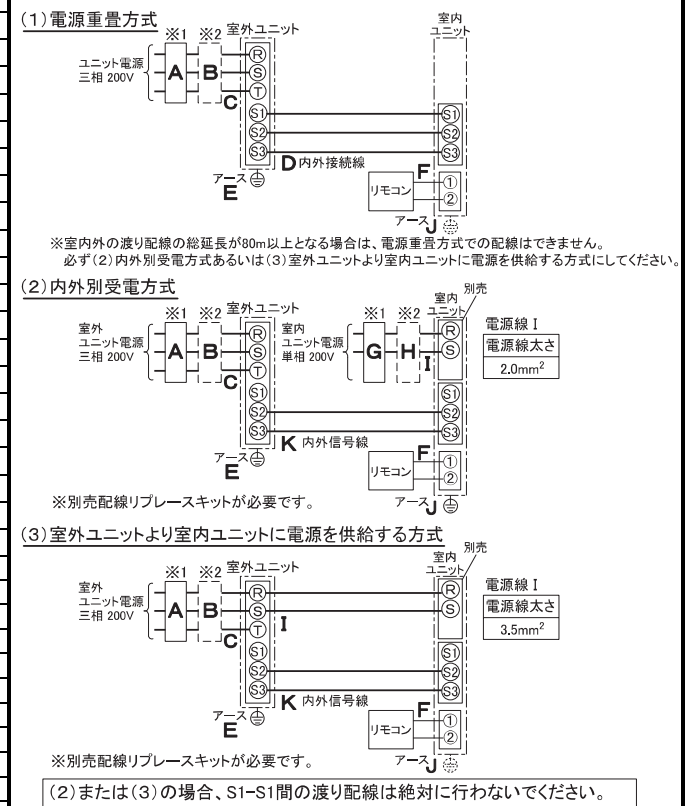 (1)電源重畳方式
※1 ※2 室外ユニット
室内
ユニット
ユニット電源
三相 200V
A B C
R
S
T
S1
S2
S3
S1
S2
S3
D 内外接続線
アース
E
F
リモコン
①
②
アース J
※室内外の渡り配線の総延長が80m以上となる場合は、電源重畳方式での配線はできません。
必ず(2)内外別受電方式あるいは(3)室外ユニットより室内ユニットに電源を供給する方式にしてください。
(2)内外別受電方式
※1 ※2 室外ユニット
※1 ※2
室内
ユニット
別売
室外
ユニット電源
三相 200V
A B C
R
S
T
S1
S2
S3
室内
ユニット電源
単相 200V
G H I
R
S
S1
S2
S3
電源線 I
電源線太さ
2.0mm²
K 内外信号線
アース
E
F
リモコン
①
②
アース J
※別売配線リプレースキットが必要です。
(3)室外ユニットより室内ユニットに電源を供給する方式
※1 ※2 室外ユニット
室内
ユニット
別売
室外
ユニット電源
三相 200V
A B C
R
S
T
S1
S2
S3
I
R
S
S1
S2
S3
電源線 I
電源線太さ
3.5mm²
K 内外信号線
アース
E
F
リモコン
①
②
アース J
※別売配線リプレースキットが必要です。
(2)または(3)の場合、S1-S1間の渡り配線は絶対に行わないでください。